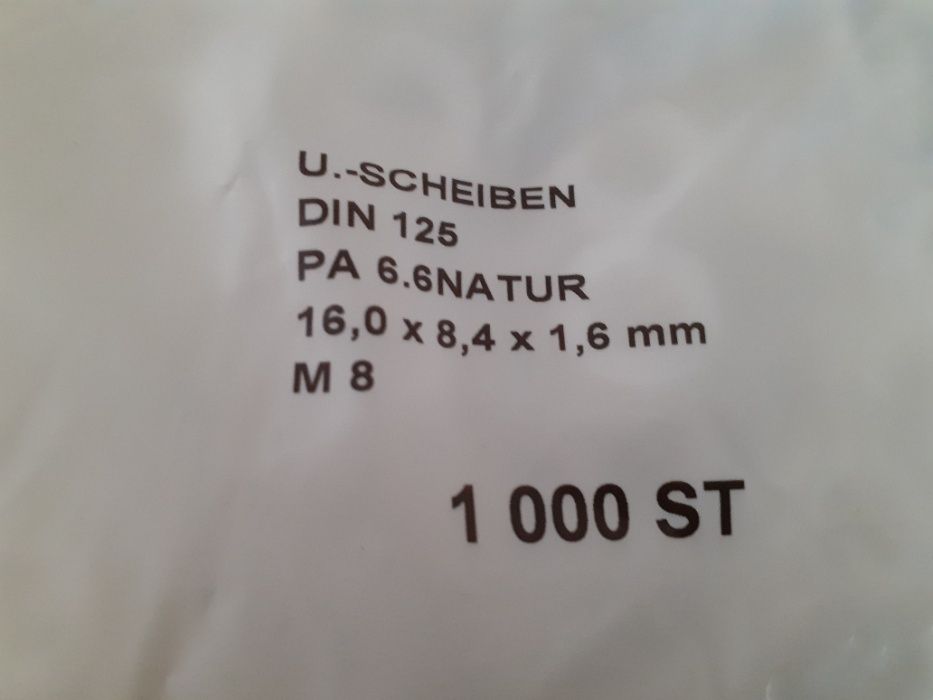 U.-SCHEIBEN
DIN 125
PA 6.6NATUR
16,0 x 8,4 x 1,6 mm
M 8
1 000 ST